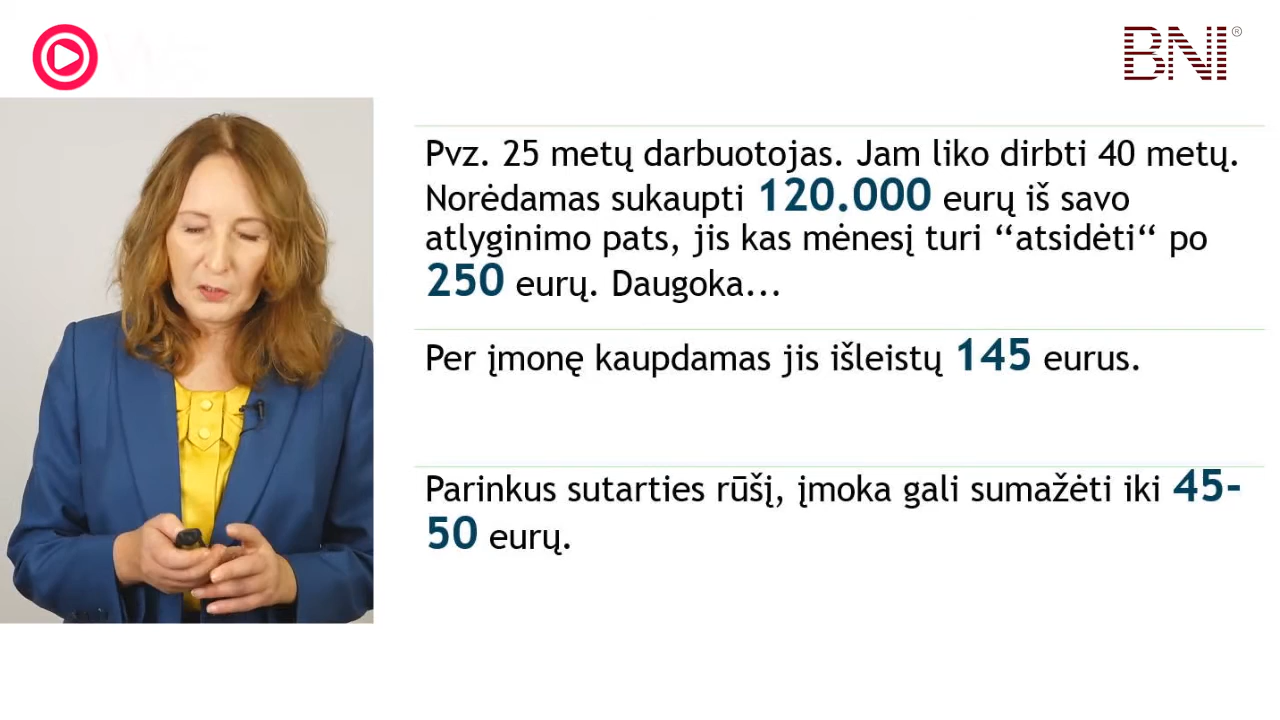 BNI®
Pvz. 25 metų darbuotojas. Jam liko dirbti 40 metų.
Norėdamas sukaupti 120.000 eurų iš savo
atlyginimo pats, jis kas mėnesį turi “atsidėti“ po
250 eurų. Daugoka...
Per įmonę kaupdamas jis išleistų 145 eurus.
Parinkus sutarties rūšį, įmoka gali sumažėti iki 45-
50 eurų.